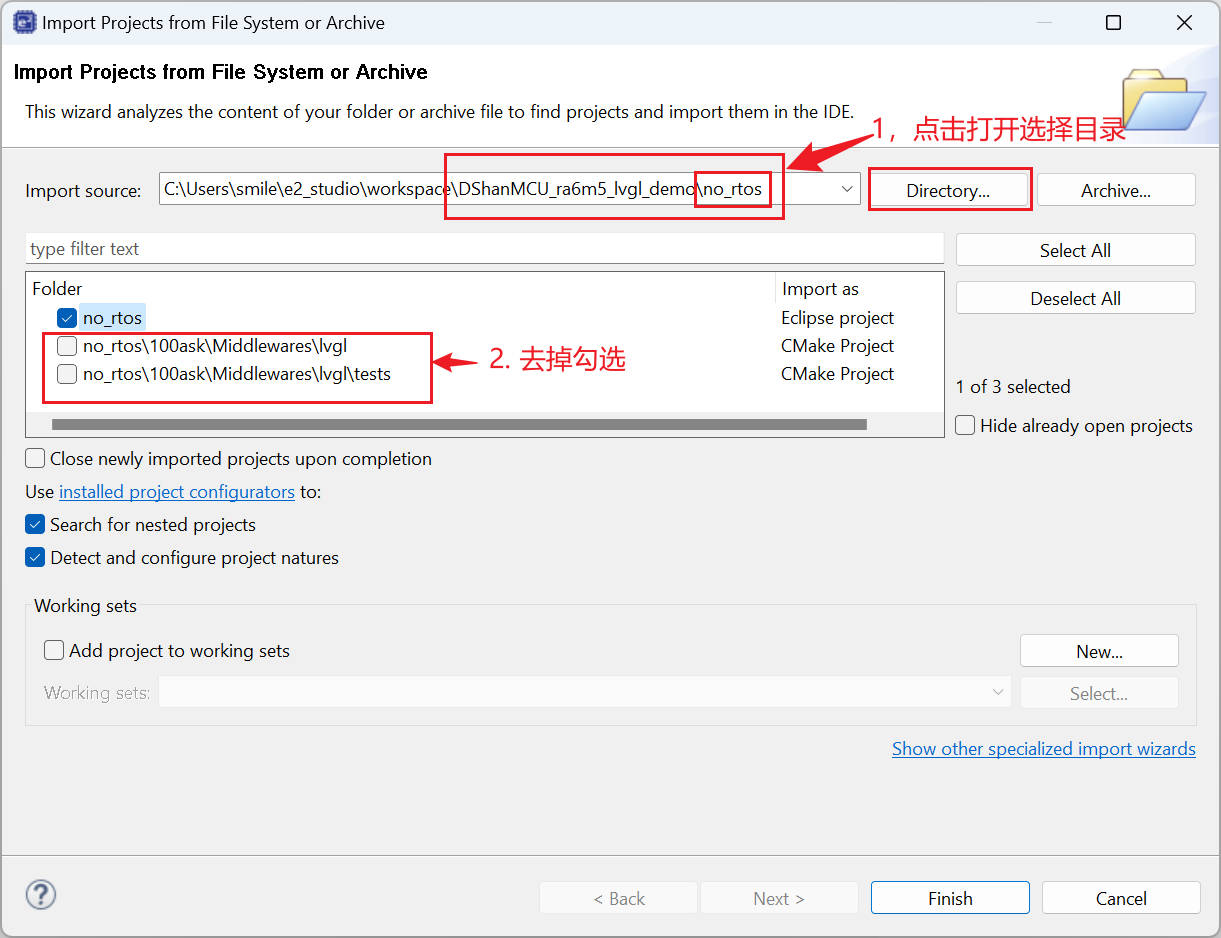 Import Projects from File System or Archive
Import Projects from File System or Archive
This wizard analyzes the content of your folder or archive file to find projects and import them in the IDE.
1，点击打开选择目录
Import source: C:\Users\smile\e2_studio\workspace\DShanMCU_ra6m5_lvgl_demo\no_rtos Directory... Archive...
type filter text Select All
Folder Import as Deselect All
no_rtos Eclipse project
no_rtos\100ask\Middlewares\lvgl CMake Project
2. 去掉勾选
no_rtos\100ask\Middlewares\lvgl\tests CMake Project
1 of 3 selected
Hide already open projects
Close newly imported projects upon completion
Use installed project configurators to:
Search for nested projects
Detect and configure project natures
Working sets
Add project to working sets New...
Working sets: Select...
Show other specialized import wizards
? < Back Next > Finish Cancel